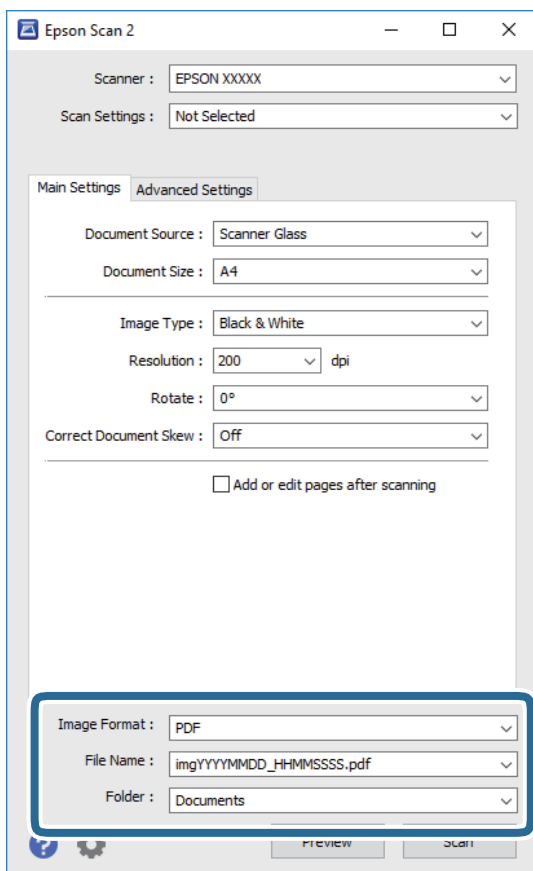 Epson Scan 2
Scanner : EPSON XXXXX
Scan Settings : Not Selected
Main Settings Advanced Settings
Document Source : Scanner Glass
Document Size : A4
Image Type : Black & White
Resolution : 200 dpi
Rotate : 0°
Correct Document Skew : Off
Add or edit pages after scanning
Image Format : PDF
File Name : imgYYYYMMDD_HHMMSSSS.pdf
Folder : Documents
? Preview Scan